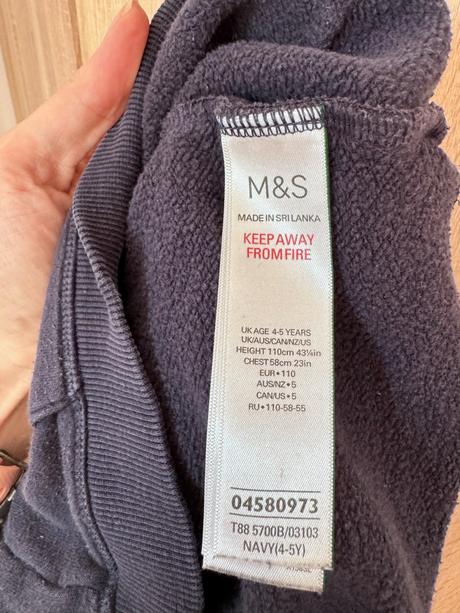 M&S
MADE IN SRI LANKA
KEEP AWAY
FROM FIRE
UK AGE 4-5 YEARS
UK/AUS/CAN/NZ/US
HEIGHT 110cm 43¼in
CHEST 58cm 23in
EUR•110
AUS/NZ•5
CAN/US•5
RU•110-58-55
04580973
T88 5700B/03103
NAVY(4-5Y)